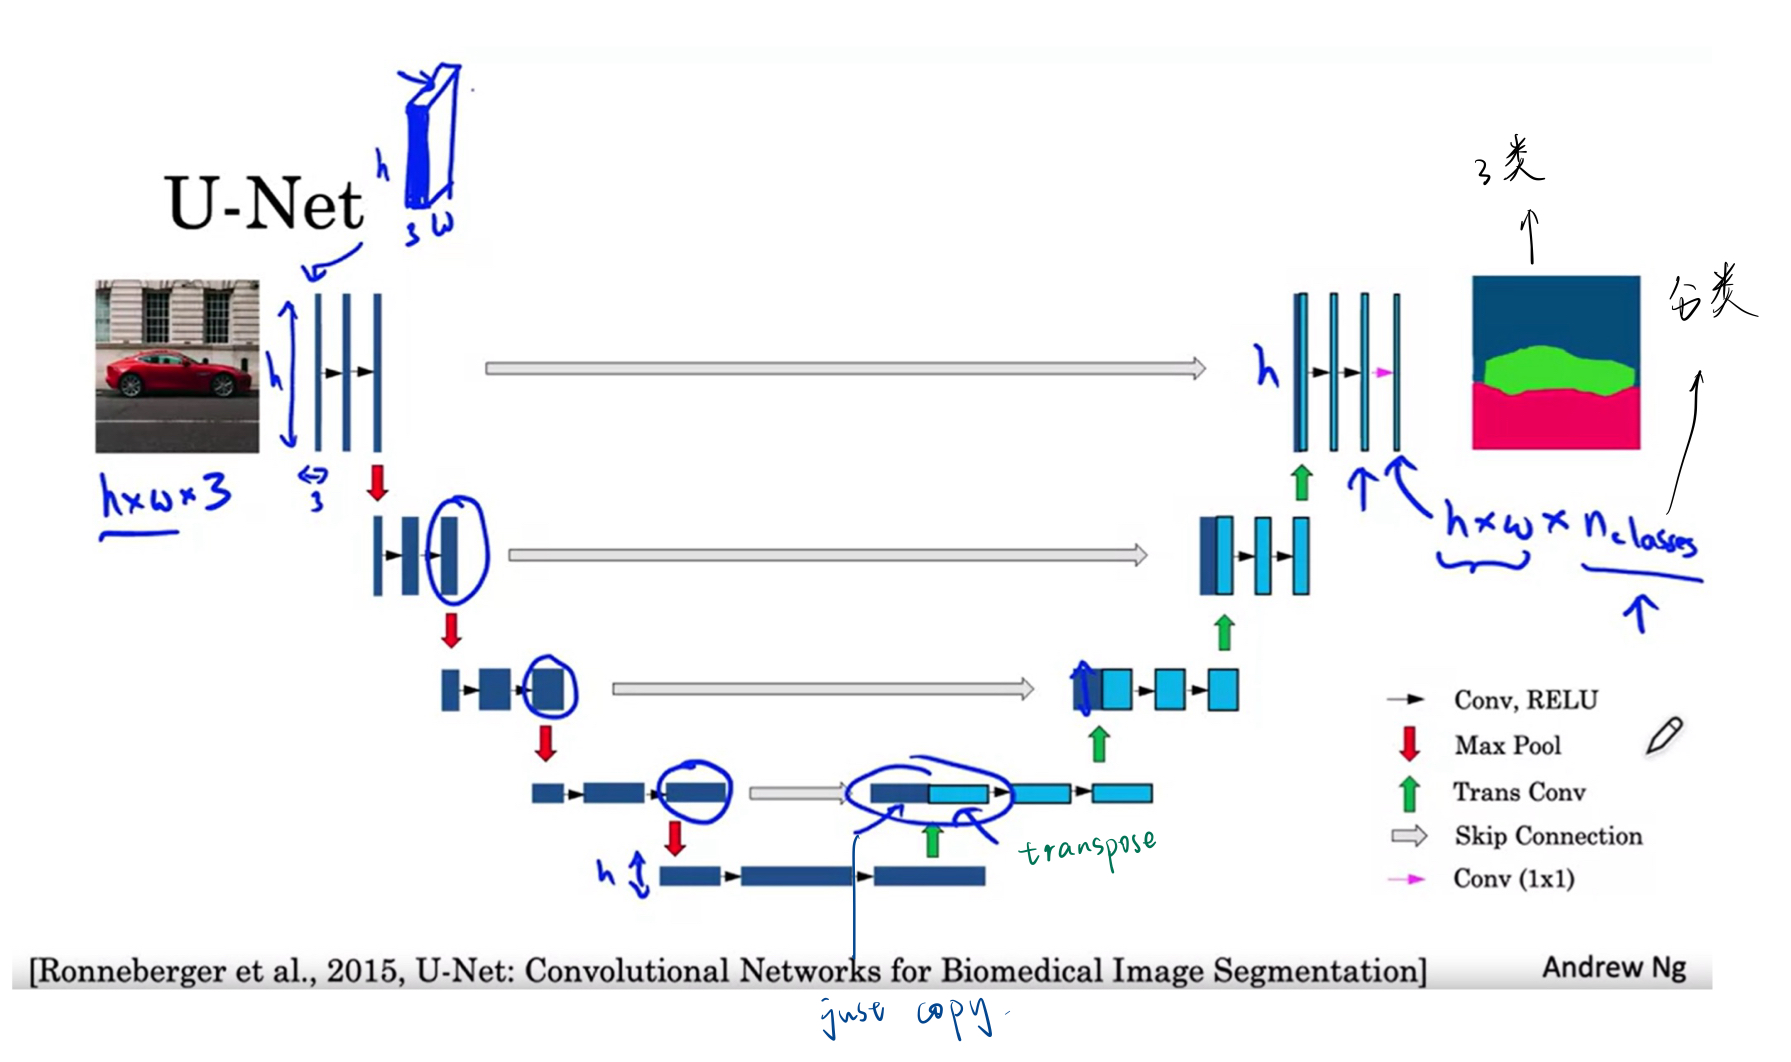 h
U-Net
3 w
3类
分类
h
h
h×w×3
3
h×w×nclasses
Conv, RELU
Max Pool
Trans Conv
Skip Connection
Conv (1x1)
transpose
h
[Ronneberger et al., 2015, U-Net: Convolutional Networks for Biomedical Image Segmentation]
Andrew Ng
just copy.